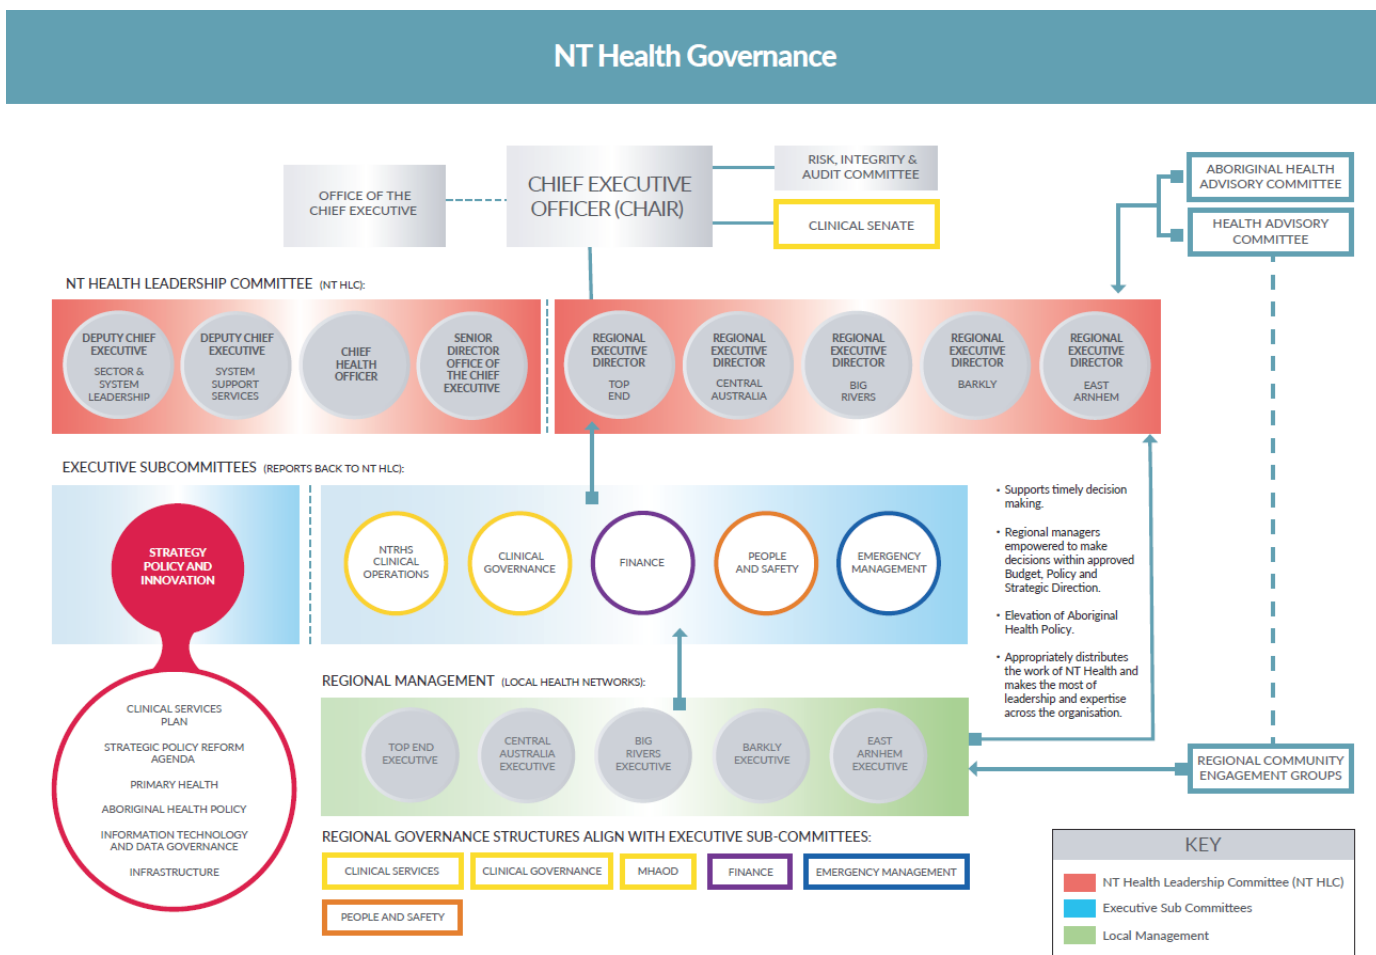 NT Health Governance
OFFICE OF THE
CHIEF EXECUTIVE
CHIEF EXECUTIVE
OFFICER (CHAIR)
RISK, INTEGRITY &
AUDIT COMMITTEE
CLINICAL SENATE
ABORIGINAL HEALTH
ADVISORY COMMITTEE
HEALTH ADVISORY
COMMITTEE
NT HEALTH LEADERSHIP COMMITTEE (NT HLC):
DEPUTY CHIEF
EXECUTIVE
SECTOR &
SYSTEM
LEADERSHIP
DEPUTY CHIEF
EXECUTIVE
SYSTEM
SUPPORT
SERVICES
CHIEF
HEALTH
OFFICER
SENIOR
DIRECTOR
OFFICE OF
THE CHIEF
EXECUTIVE
REGIONAL
EXECUTIVE
DIRECTOR
TOP
END
REGIONAL
EXECUTIVE
DIRECTOR
CENTRAL
AUSTRALIA
REGIONAL
EXECUTIVE
DIRECTOR
BIG
RIVERS
REGIONAL
EXECUTIVE
DIRECTOR
BARKLY
REGIONAL
EXECUTIVE
DIRECTOR
EAST
ARNHEM
EXECUTIVE SUBCOMMITTEES (REPORTS BACK TO NT HLC):
STRATEGY
POLICY AND
INNOVATION
NTRHS
CLINICAL
OPERATIONS
CLINICAL
GOVERNANCE
FINANCE
PEOPLE
AND SAFETY
EMERGENCY
MANAGEMENT
• Supports timely decision
making.
• Regional managers
empowered to make
decisions within approved
Budget, Policy and
Strategic Direction.
• Elevation of Aboriginal
Health Policy.
• Appropriately distributes
the work of NT Health and
makes the most of
leadership and expertise
across the organisation.
CLINICAL SERVICES
PLAN
STRATEGIC POLICY REFORM
AGENDA
PRIMARY HEALTH
ABORIGINAL HEALTH POLICY
INFORMATION TECHNOLOGY
AND DATA GOVERNANCE
INFRASTRUCTURE
REGIONAL MANAGEMENT (LOCAL HEALTH NETWORKS):
TOP END
EXECUTIVE
CENTRAL
AUSTRALIA
EXECUTIVE
BIG
RIVERS
EXECUTIVE
BARKLY
EXECUTIVE
EAST
ARNHEM
EXECUTIVE
REGIONAL COMMUNITY
ENGAGEMENT GROUPS
REGIONAL GOVERNANCE STRUCTURES ALIGN WITH EXECUTIVE SUB-COMMITTEES:
CLINICAL SERVICES
CLINICAL GOVERNANCE
MHAOD
FINANCE
EMERGENCY MANAGEMENT
PEOPLE AND SAFETY
KEY
NT Health Leadership Committee (NT HLC)
Executive Sub Committees
Local Management